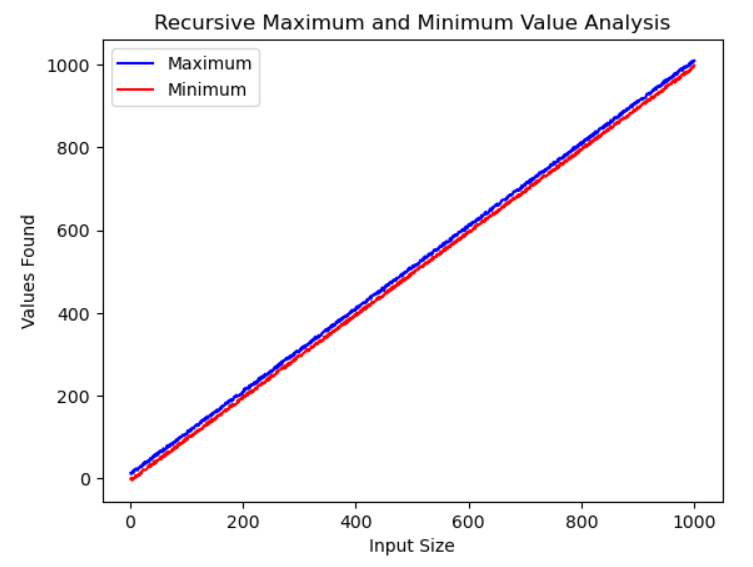 Recursive Maximum and Minimum Value Analysis
Maximum
Minimum
1000
800
600
400
200
0
Values Found
0 200 400 600 800 1000
Input Size